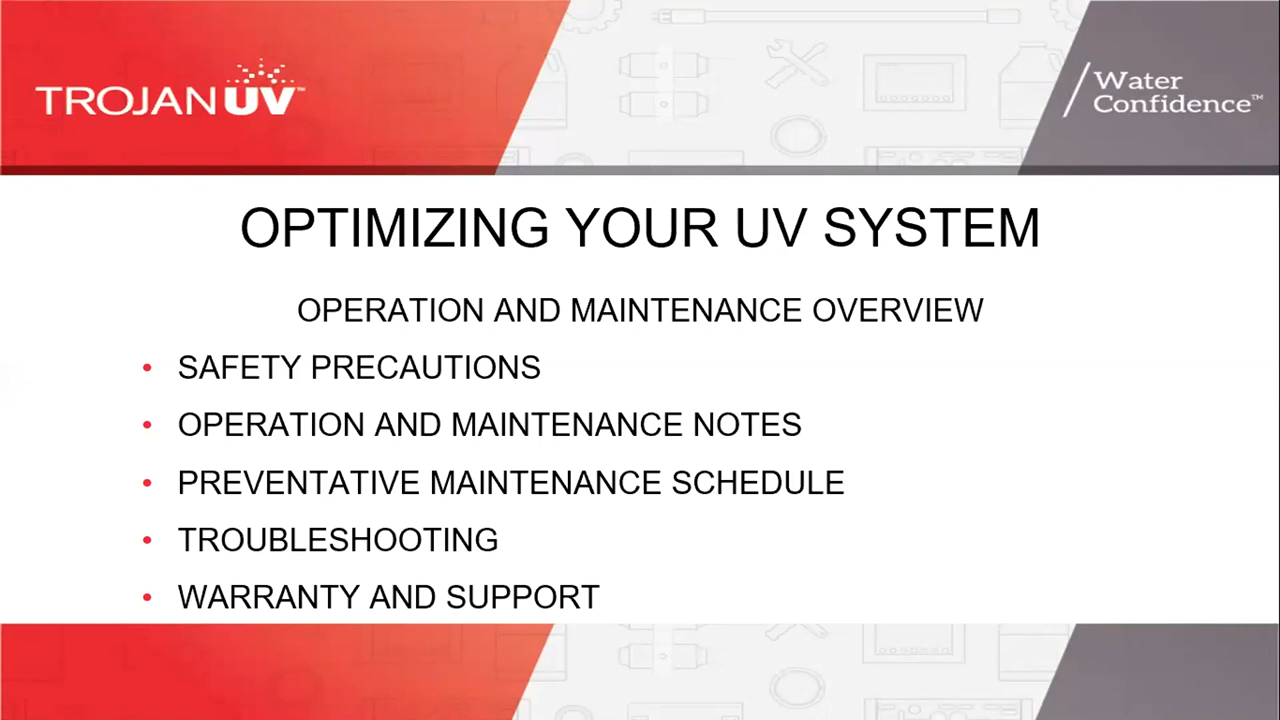 TROJANUV™
Water
Confidence™
OPTIMIZING YOUR UV SYSTEM
OPERATION AND MAINTENANCE OVERVIEW
• SAFETY PRECAUTIONS
• OPERATION AND MAINTENANCE NOTES
• PREVENTATIVE MAINTENANCE SCHEDULE
• TROUBLESHOOTING
• WARRANTY AND SUPPORT